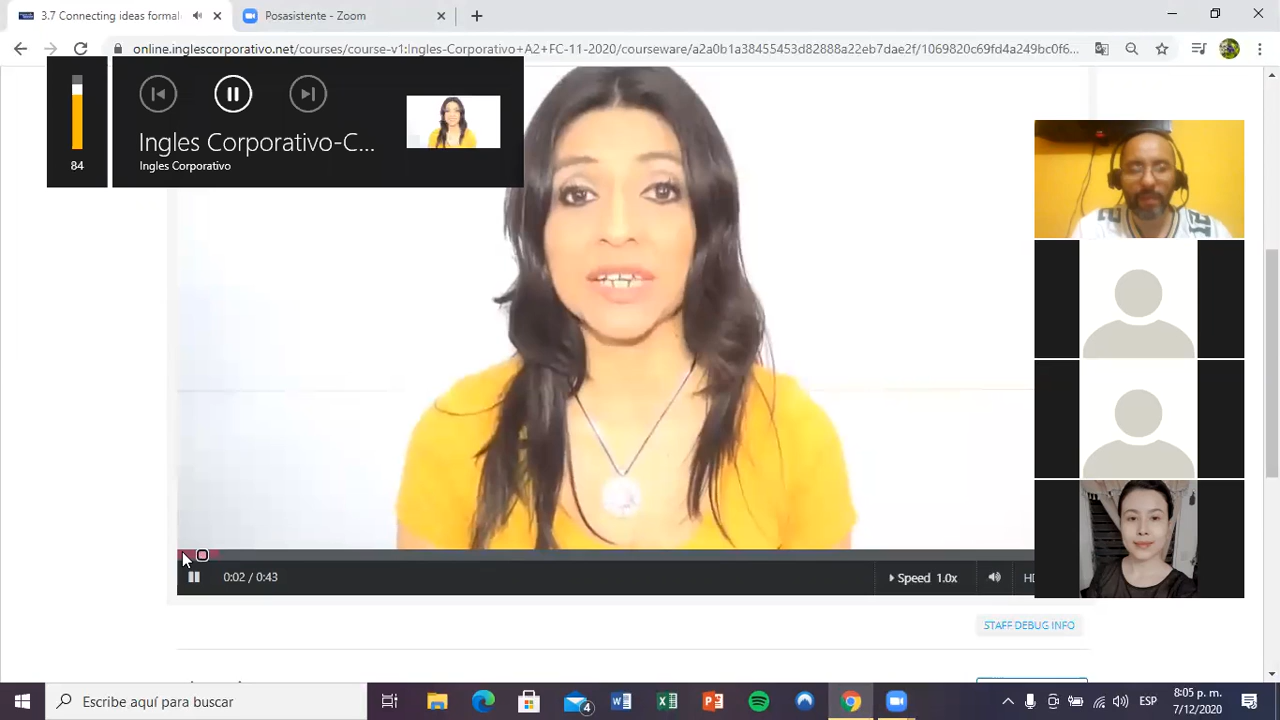 3.7 Connecting ideas formal
Posasistente - Zoom
online.inglescorporativo.net/courses/course-v1:Ingles-Corporativo+A2+FC-11-2020/courseware/a2a0b1a38455453d82888a22eb7dae2f/1069820c69fd4a249bc0f6...
Ingles Corporativo-C...
84
Ingles Corporativo
0:02 / 0:43
Speed 1.0x
HD
STAFF DEBUG INFO
Escribe aquí para buscar
4
ESP
8:05 p. m.
7/12/2020